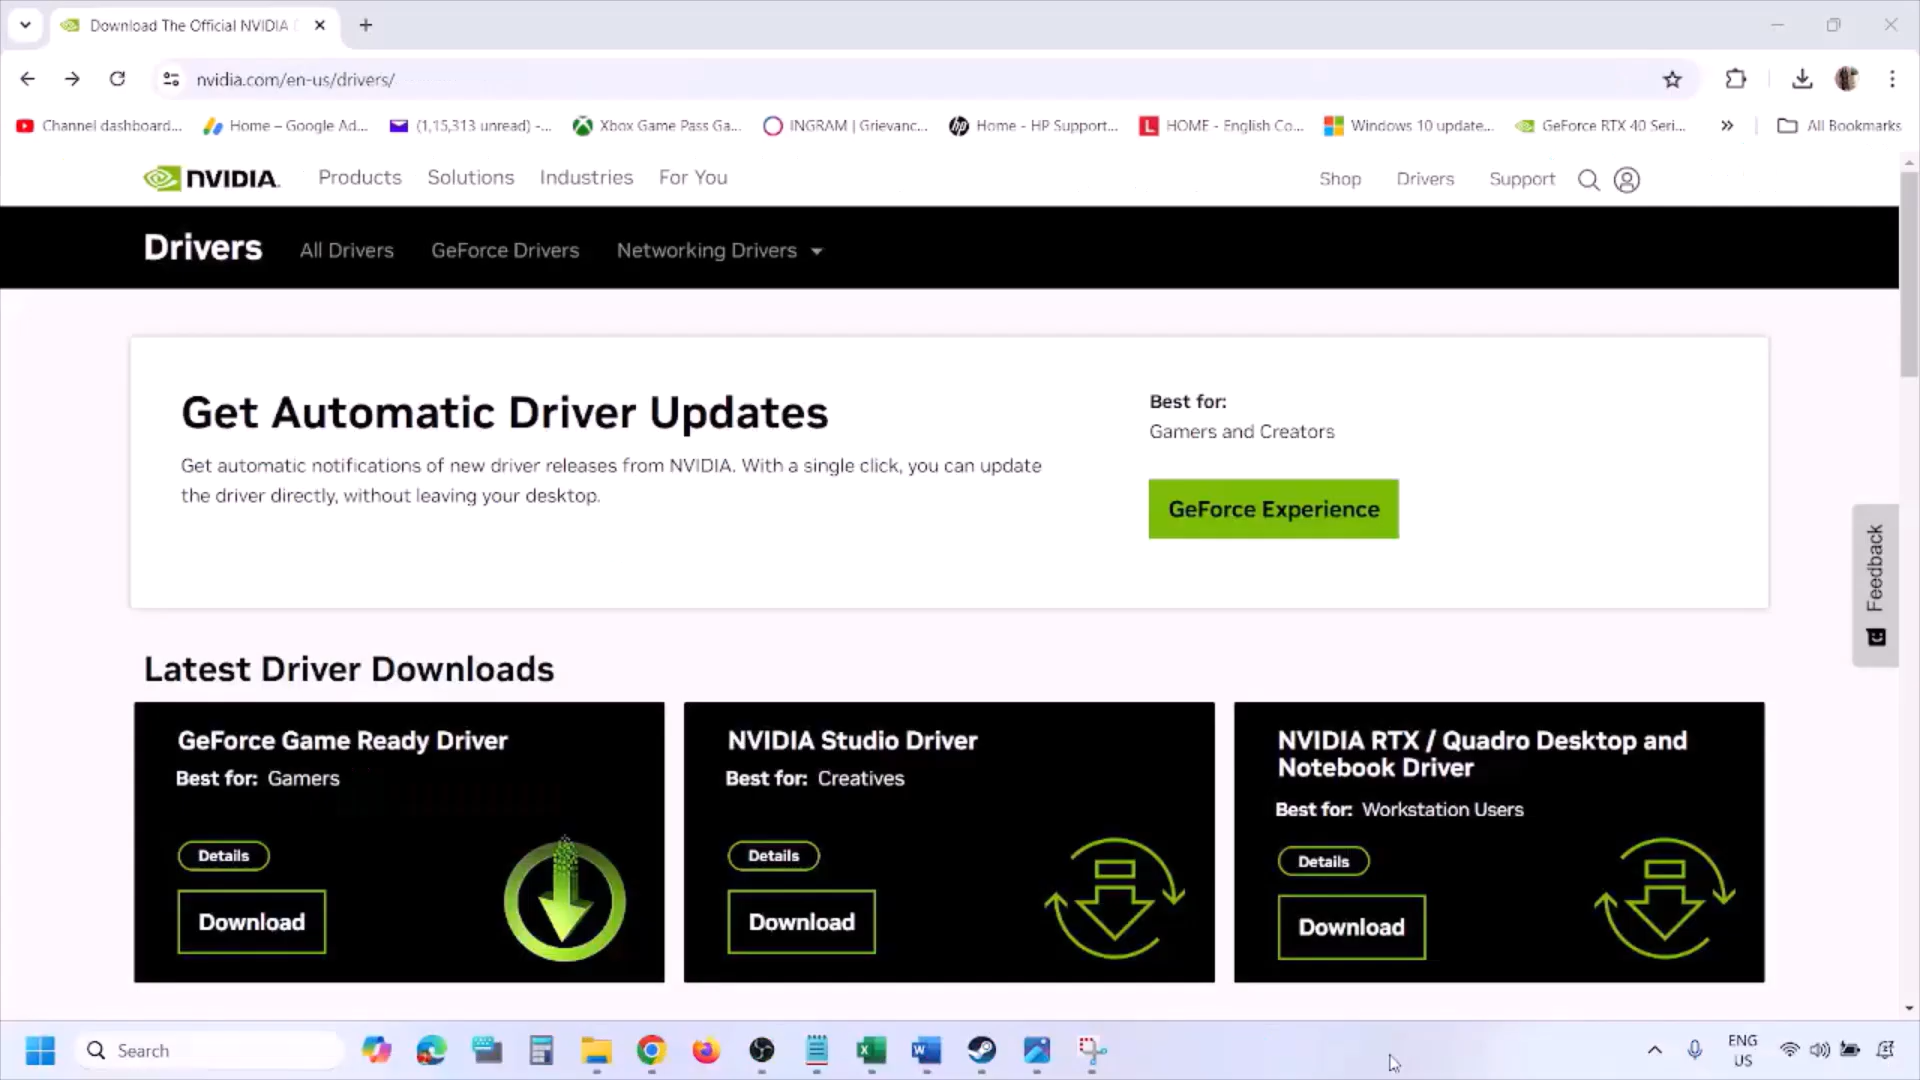 Download The Official NVIDIA
nvidia.com/en-us/drivers/
Channel dashboard...
Home – Google Ad...
(1,15,313 unread) -...
Xbox Game Pass Ga...
INGRAM | Grievanc...
Home - HP Support...
HOME - English Co...
Windows 10 update...
GeForce RTX 40 Seri...
All Bookmarks
NVIDIA.
Products
Solutions
Industries
For You
Shop
Drivers
Support
Drivers
All Drivers
GeForce Drivers
Networking Drivers
Get Automatic Driver Updates
Get automatic notifications of new driver releases from NVIDIA. With a single click, you can update
the driver directly, without leaving your desktop.
Best for:
Gamers and Creators
GeForce Experience
Feedback
Latest Driver Downloads
GeForce Game Ready Driver
Best for: Gamers
Details
Download
NVIDIA Studio Driver
Best for: Creatives
Details
Download
NVIDIA RTX / Quadro Desktop and
Notebook Driver
Best for: Workstation Users
Details
Download
Search
ENG
US